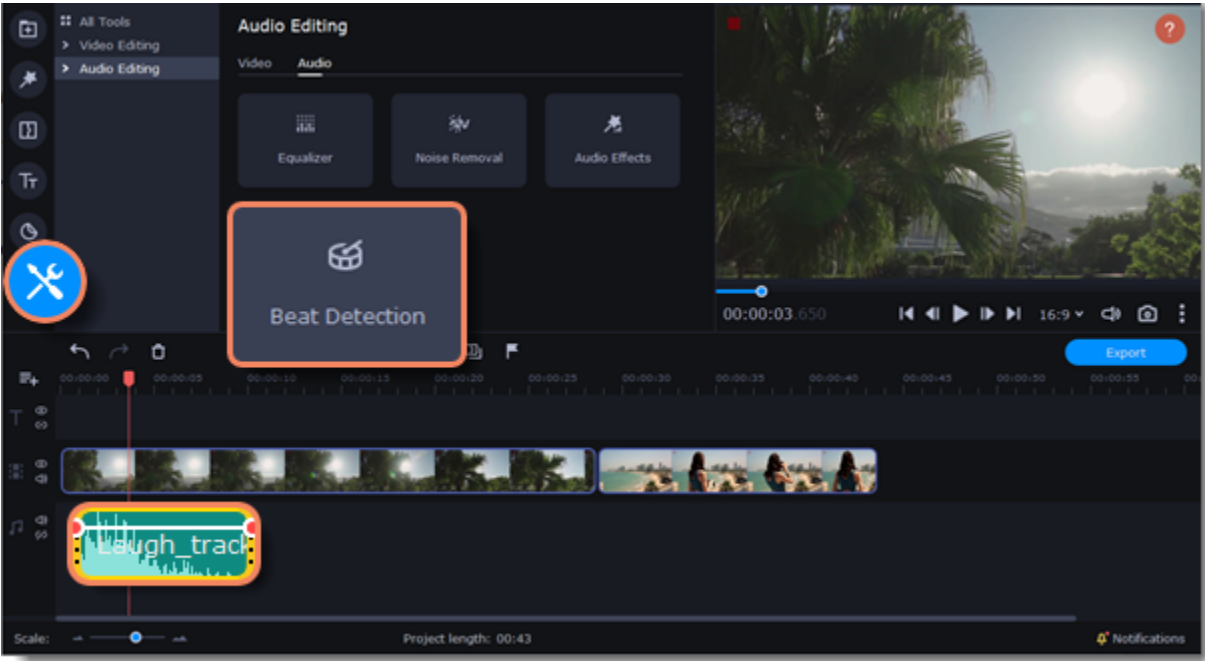 All Tools
Video Editing
Audio Editing
Audio Editing
Video Audio
Equalizer
Noise Removal
Audio Effects
Beat Detection
?
00:00:03.650
16:9
Export
00:00:00 00:00:05 00:00:10 00:00:15 00:00:20 00:00:25 00:00:30 00:00:35 00:00:40 00:00:45 00:00:50 00:00:55 00:
Laugh_track
Scale:
Project length: 00:43
Notifications